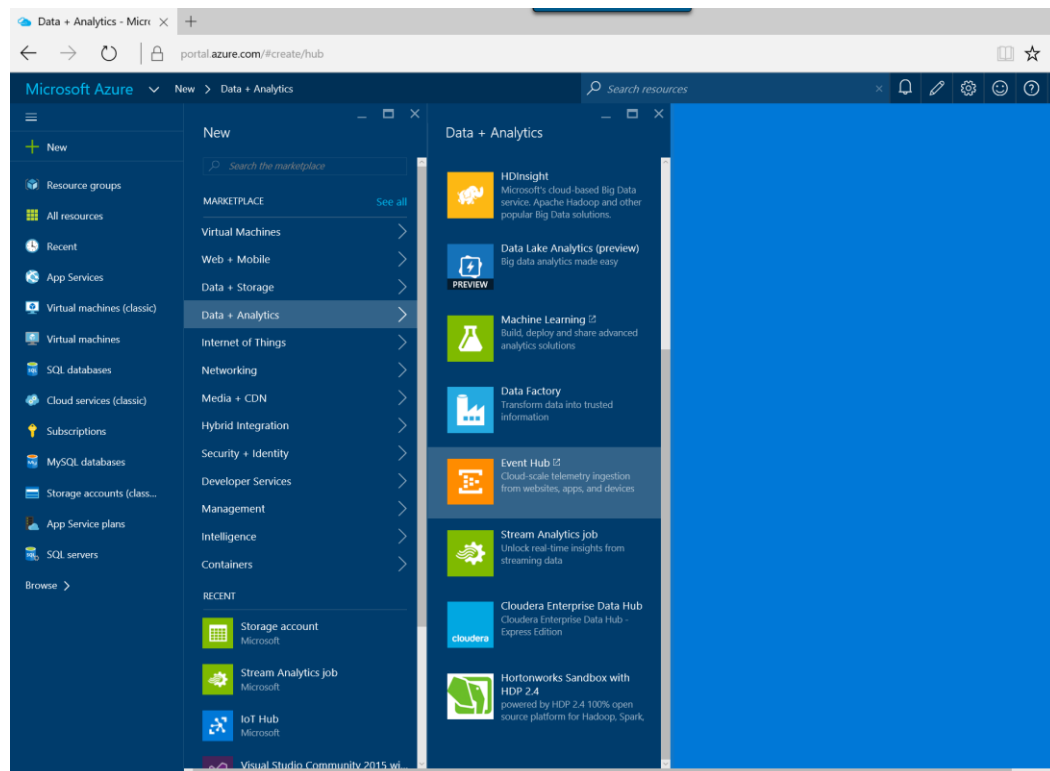 Data + Analytics - Micr
portal.azure.com/#create/hub
Microsoft Azure
New > Data + Analytics
Search resources
New
Resource groups
All resources
Recent
App Services
Virtual machines (classic)
Virtual machines
SQL databases
Cloud services (classic)
Subscriptions
MySQL databases
Storage accounts (class...
App Service plans
SQL servers
Browse >
New
Search the marketplace
MARKETPLACE
See all
Virtual Machines
Web + Mobile
Data + Storage
Data + Analytics
Internet of Things
Networking
Media + CDN
Hybrid Integration
Security + Identity
Developer Services
Management
Intelligence
Containers
RECENT
Storage account
Microsoft
Stream Analytics job
Microsoft
IoT Hub
Microsoft
Visual Studio Community 2015 wi...
Data + Analytics
HDInsight
Microsoft's cloud-based Big Data
service. Apache Hadoop and other
popular Big Data solutions.
PREVIEW
Data Lake Analytics (preview)
Big data analytics made easy
Machine Learning
Build, deploy and share advanced
analytics solutions
Data Factory
Transform data into trusted
information
Event Hub
Cloud-scale telemetry ingestion
from websites, apps, and devices
Stream Analytics job
Unlock real-time insights from
streaming data
cloudera
Cloudera Enterprise Data Hub
Cloudera Enterprise Data Hub -
Express Edition
Hortonworks Sandbox with
HDP 2.4
powered by HDP 2.4 100% open
source platform for Hadoop, Spark,